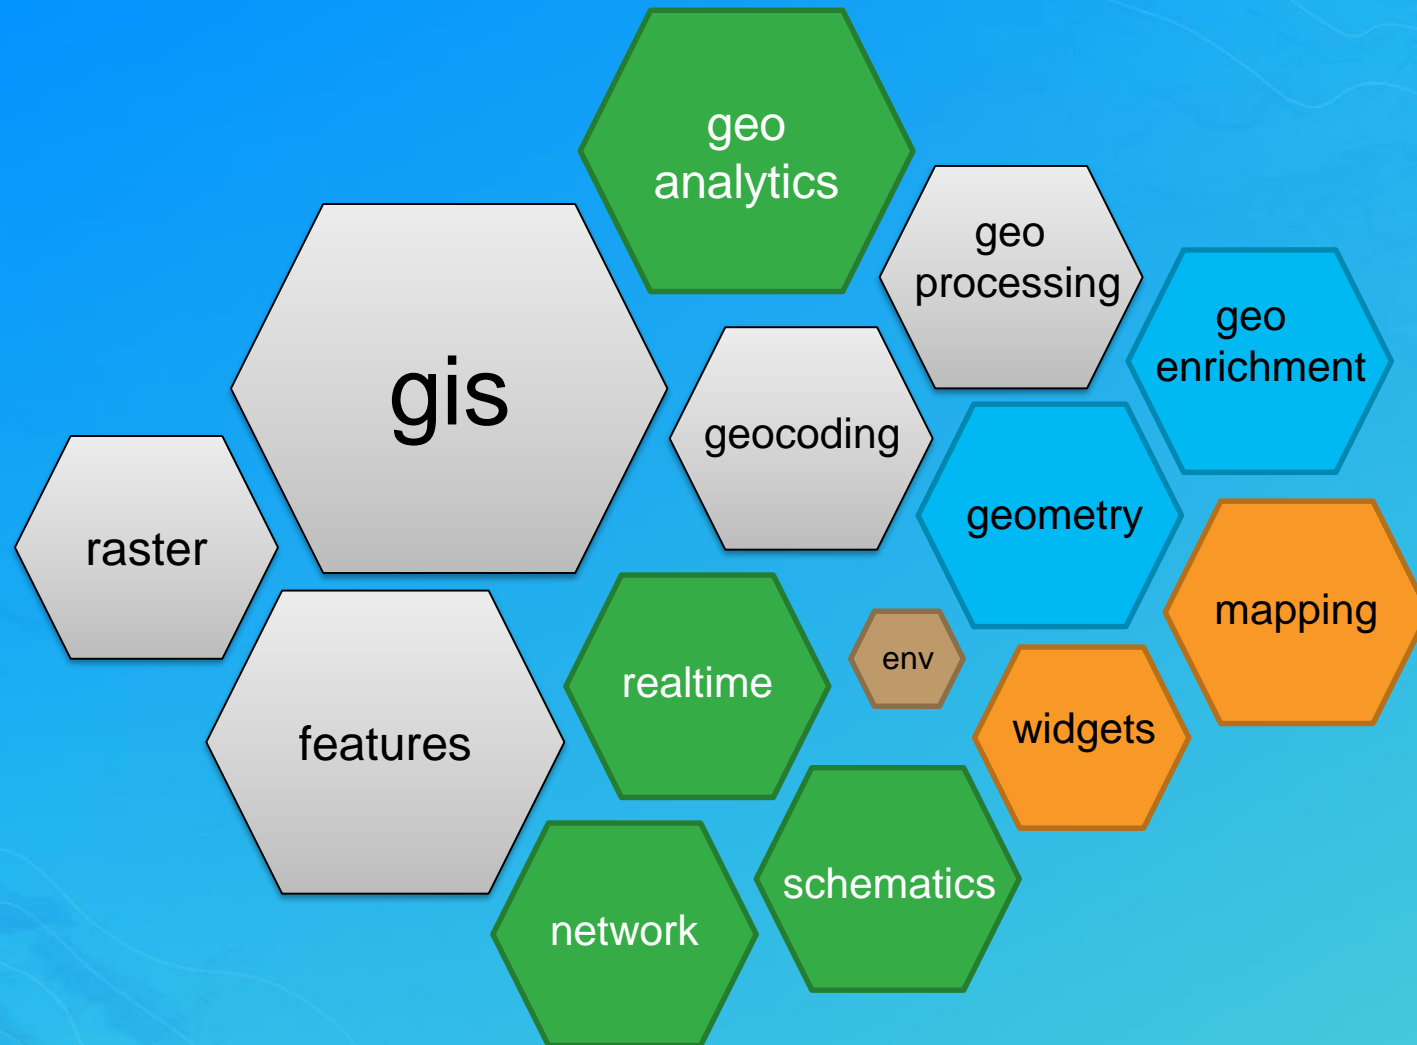 geo
analytics
geo
processing
geo
enrichment
gis
geocoding
geometry
raster
mapping
env
realtime
widgets
features
schematics
network